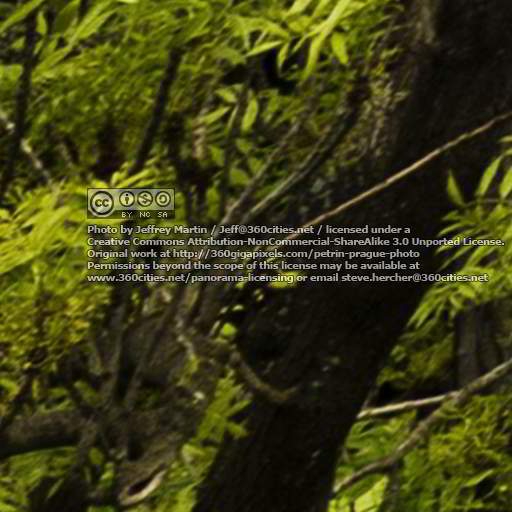 cc BY NC SA
Photo by Jeffrey Martin / Jeff@360cities.net / licensed under a
Creative Commons Attribution-NonCommercial-ShareAlike 3.0 Unported License.
Original work at http://360gigapixels.com/petrin-prague-photo
Permissions beyond the scope of this license may be available at
www.360cities.net/panorama-licensing or email steve.hercher@360cities.net